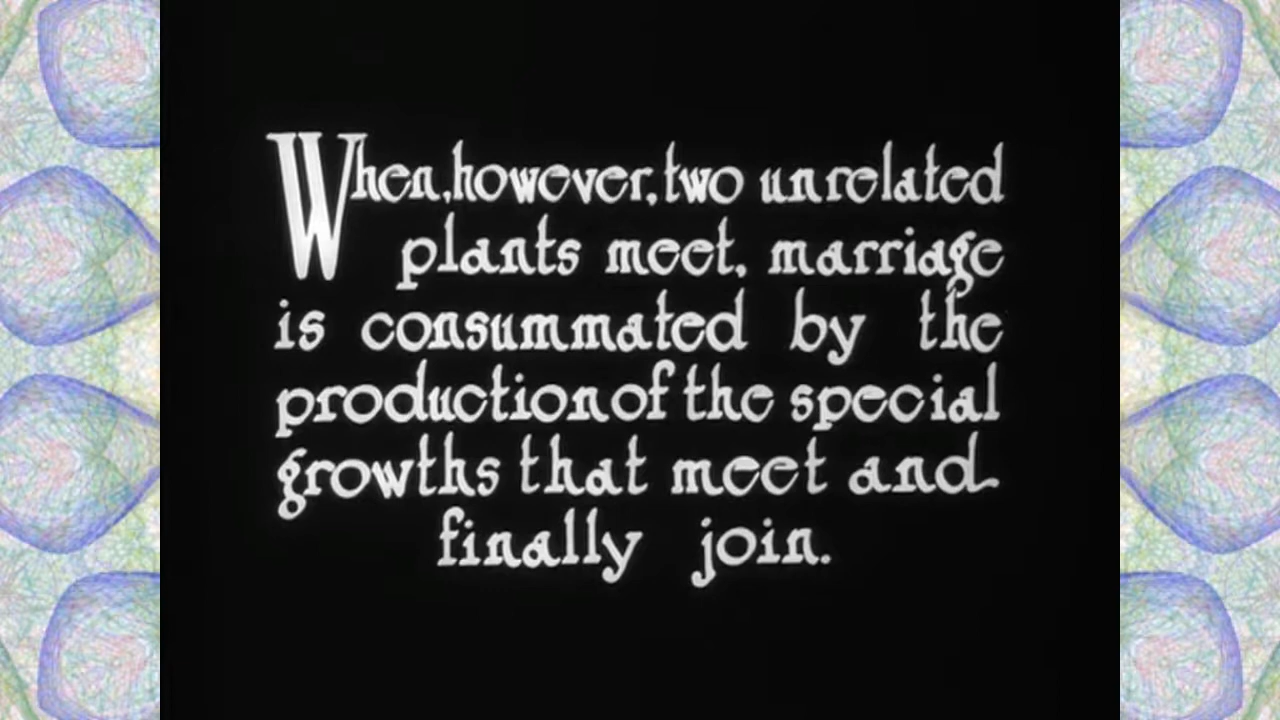 When, however, two unrelated
plants meet, marriage
is consummated by the
production of the special
growths that meet and
finally join.